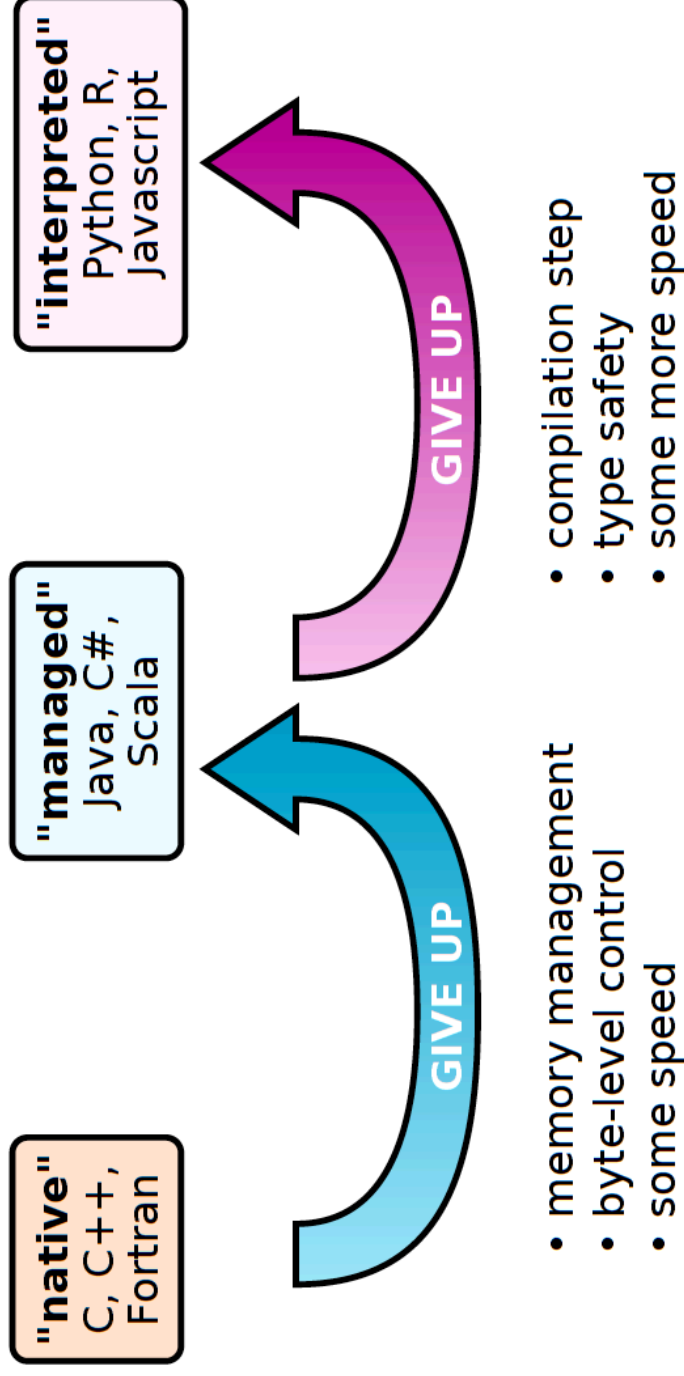 "native"
C, C++,
Fortran
"managed"
Java, C#,
Scala
"interpreted"
Python, R,
Javascript
GIVE UP
GIVE UP
• memory management
• byte-level control
• some speed
• compilation step
• type safety
• some more speed